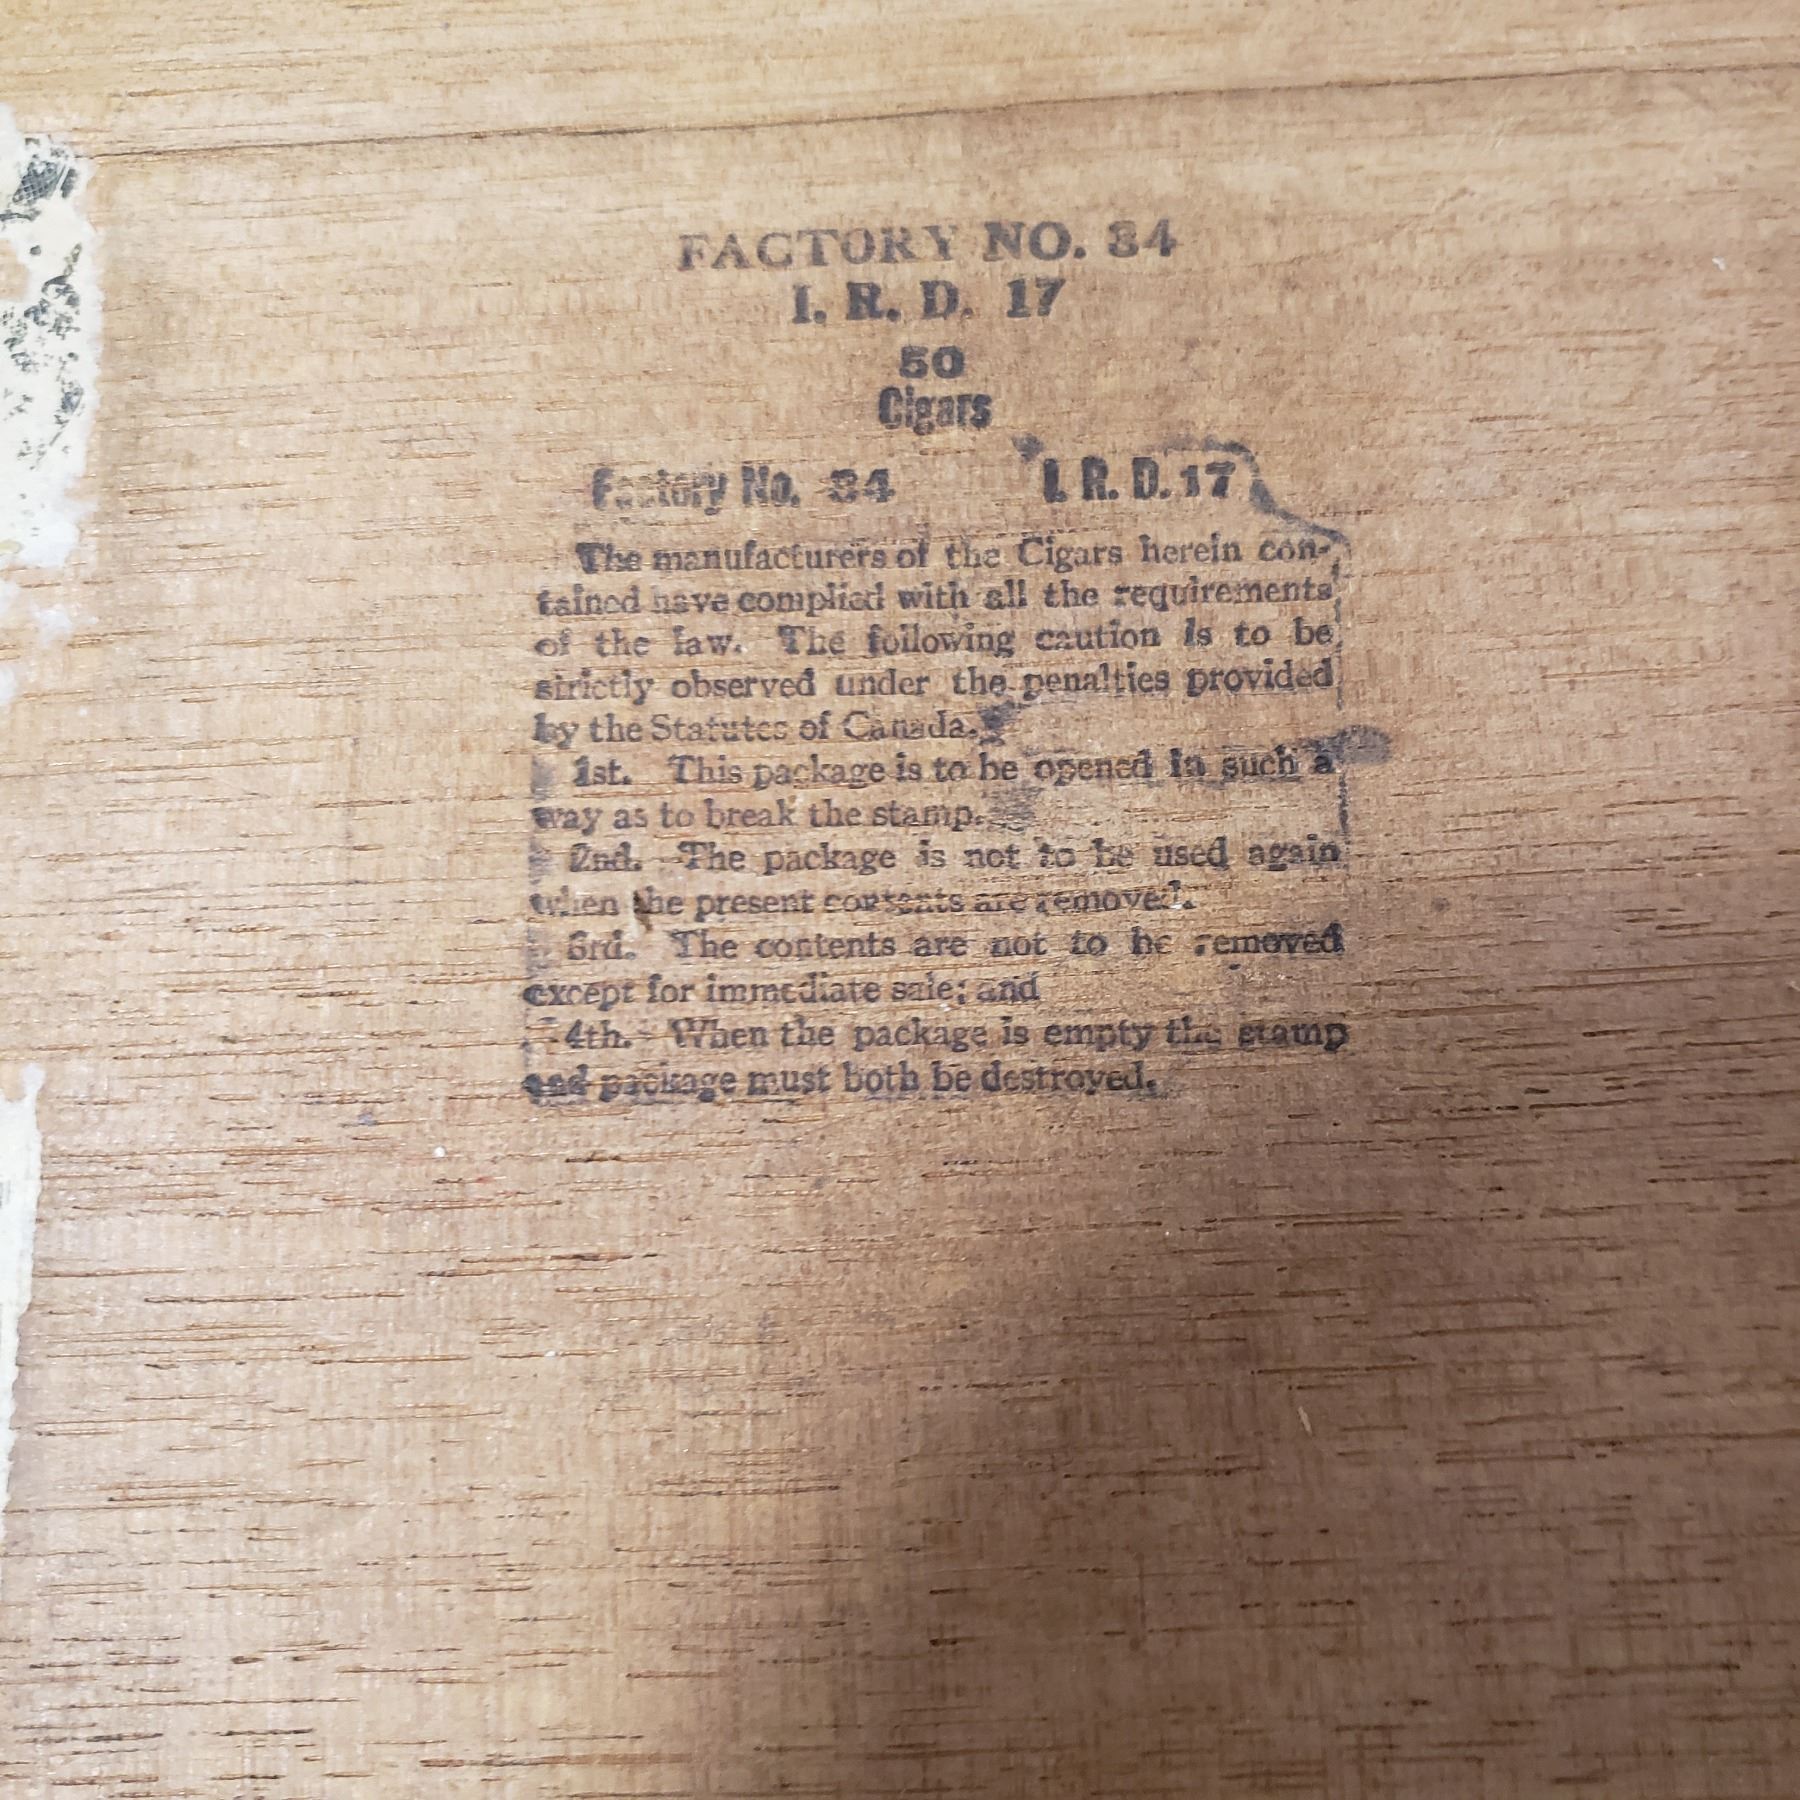 FACTORY NO. 34
I. R. D. 17
50
Cigars
Factory No. 34 I. R. D. 17
The manufacturers of the Cigars herein con-
tained have complied with all the requirements
of the law. The following caution is to be
strictly observed under the penalties provided
by the Statutes of Canada.
1st. This package is to be opened in such a
way as to break the stamp.
2nd. The package is not to be used again
when the present contents are removed.
3rd. The contents are not to be removed
except for immediate sale; and
4th. When the package is empty the stamp
and package must both be destroyed.